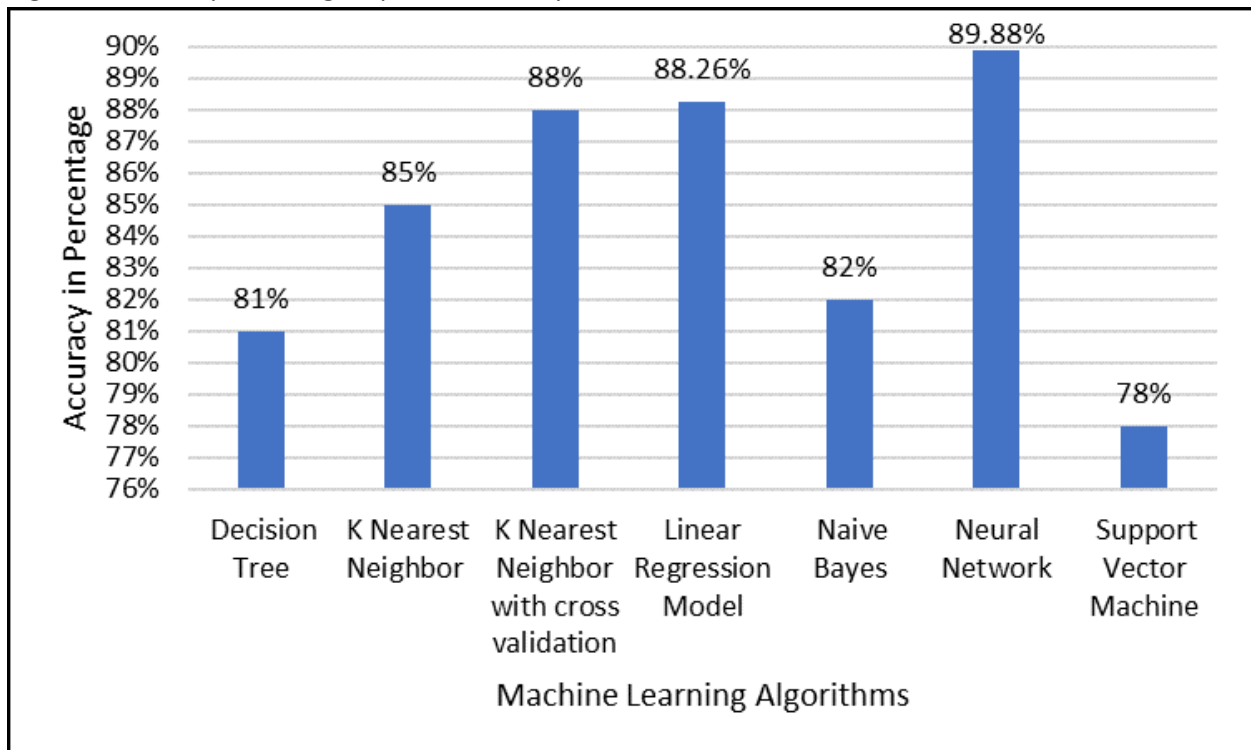 Accuracy in Percentage
90%
89%
88%
87%
86%
85%
84%
83%
82%
81%
80%
79%
78%
77%
76%
81%
85%
88%
88.26%
82%
89.88%
78%
Decision
Tree
K Nearest
Neighbor
K Nearest
Neighbor
with cross
validation
Linear
Regression
Model
Naive
Bayes
Neural
Network
Support
Vector
Machine
Machine Learning Algorithms